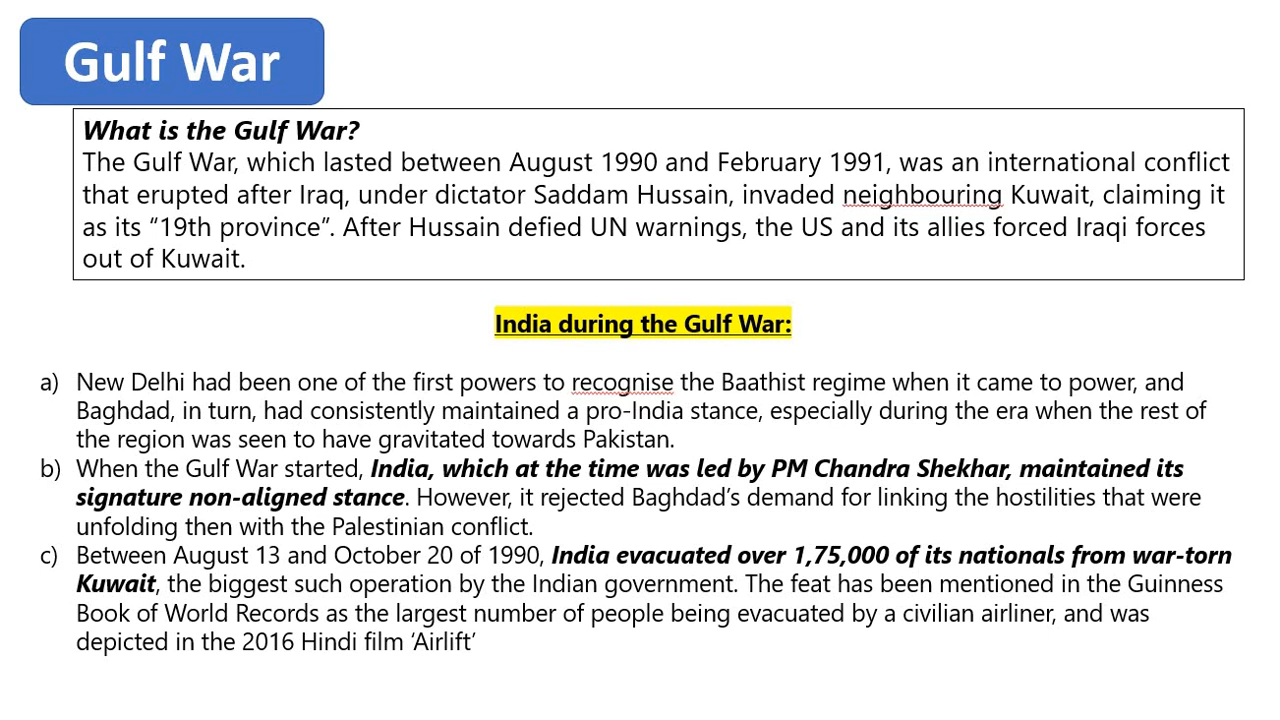 Gulf War
What is the Gulf War?
The Gulf War, which lasted between August 1990 and February 1991, was an international conflict
that erupted after Iraq, under dictator Saddam Hussain, invaded neighbouring Kuwait, claiming it
as its “19th province”. After Hussain defied UN warnings, the US and its allies forced Iraqi forces
out of Kuwait.
India during the Gulf War:
a) New Delhi had been one of the first powers to recognise the Baathist regime when it came to power, and
Baghdad, in turn, had consistently maintained a pro-India stance, especially during the era when the rest of
the region was seen to have gravitated towards Pakistan.
b) When the Gulf War started, India, which at the time was led by PM Chandra Shekhar, maintained its
signature non-aligned stance. However, it rejected Baghdad’s demand for linking the hostilities that were
unfolding then with the Palestinian conflict.
c) Between August 13 and October 20 of 1990, India evacuated over 1,75,000 of its nationals from war-torn
Kuwait, the biggest such operation by the Indian government. The feat has been mentioned in the Guinness
Book of World Records as the largest number of people being evacuated by a civilian airliner, and was
depicted in the 2016 Hindi film ‘Airlift’